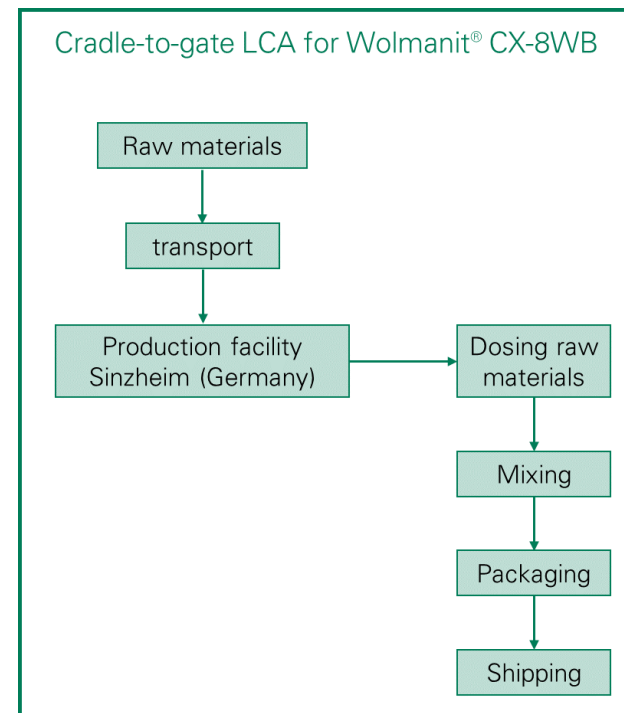 Cradle-to-gate LCA for Wolmanit® CX-8WB
Raw materials
transport
Production facility
Sinzheim (Germany)
Dosing raw
materials
Mixing
Packaging
Shipping